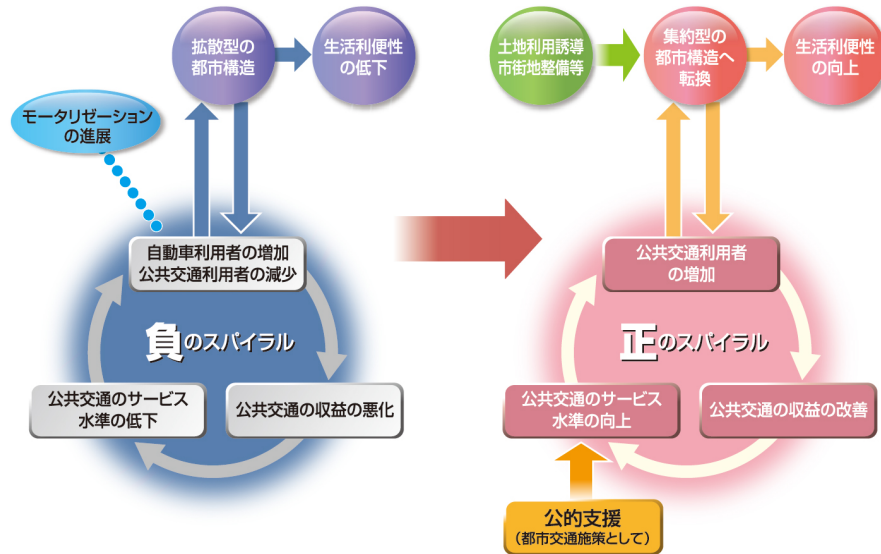 拡散型の
都市構造
生活利便性
の低下
モータリゼーション
の進展
自動車利用者の増加
公共交通利用者の減少
負のスパイラル
公共交通のサービス
水準の低下
公共交通の収益の悪化
土地利用誘導
市街地整備等
集約型の
都市構造へ
転換
生活利便性
の向上
公共交通利用者
の増加
正のスパイラル
公共交通のサービス
水準の向上
公共交通の収益の改善
公的支援
(都市交通施策として)